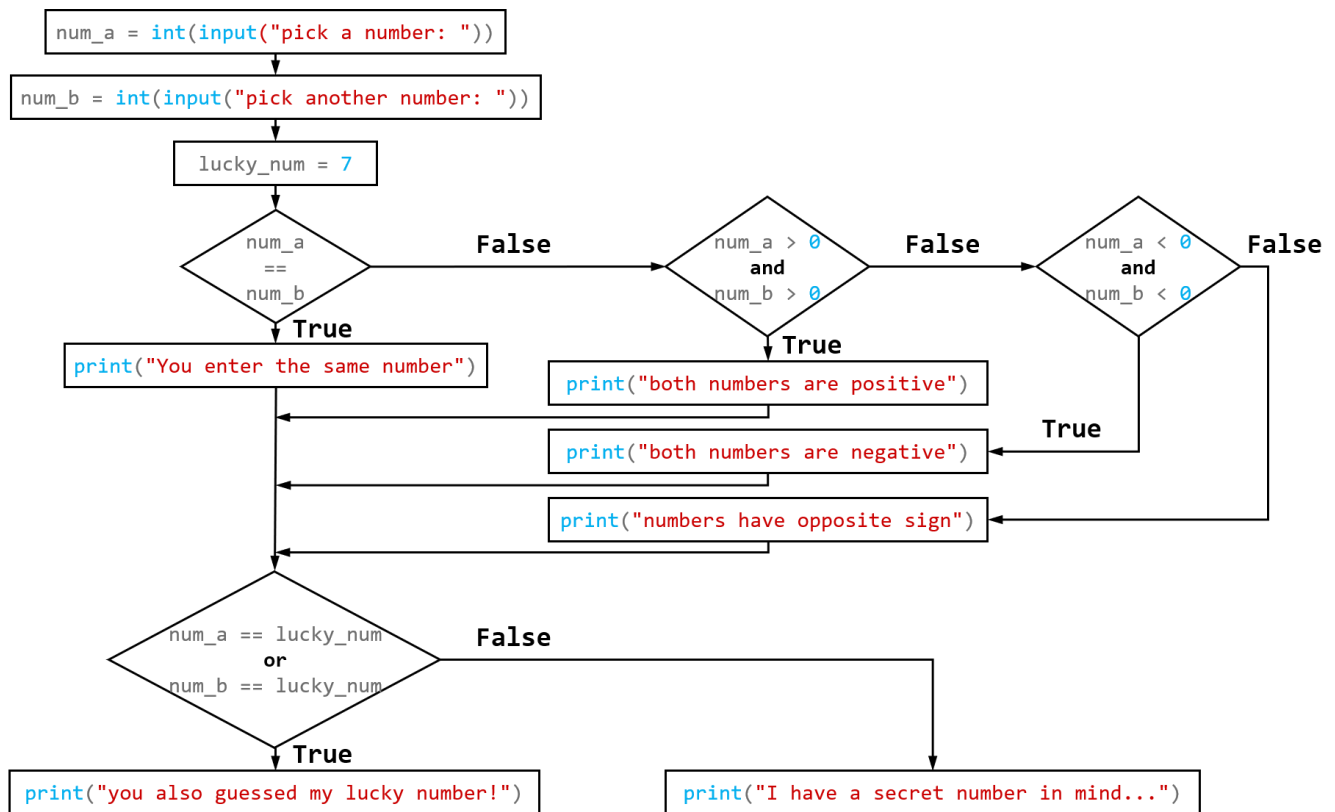 num_a = int(input("pick a number: "))
num_b = int(input("pick another number: "))
lucky_num = 7
num_a
==
num_b
False
num_a > 0
and
num_b > 0
False
num_a < 0
and
num_b < 0
False
True
print("You enter the same number")
True
print("both numbers are positive")
True
print("both numbers are negative")
print("numbers have opposite sign")
num_a == lucky_num
or
num_b == lucky_num
False
True
print("you also guessed my lucky number!")
print("I have a secret number in mind...")